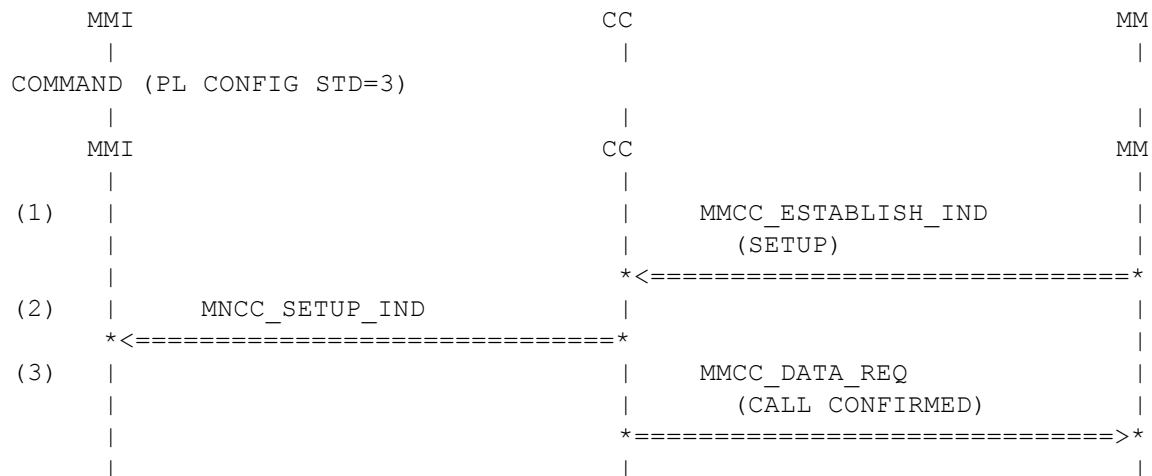 MMI CC MM
| | |
COMMAND (PL CONFIG STD=3)
| | |
MMI CC MM
| | |
(1) | | MMCC_ESTABLISH_IND |
| | (SETUP) |
| *<==============================*
(2) | MNCC_SETUP_IND | |
*<==============================* |
(3) | | MMCC_DATA_REQ |
| | (CALL CONFIRMED) |
| *==============================>*
| | |